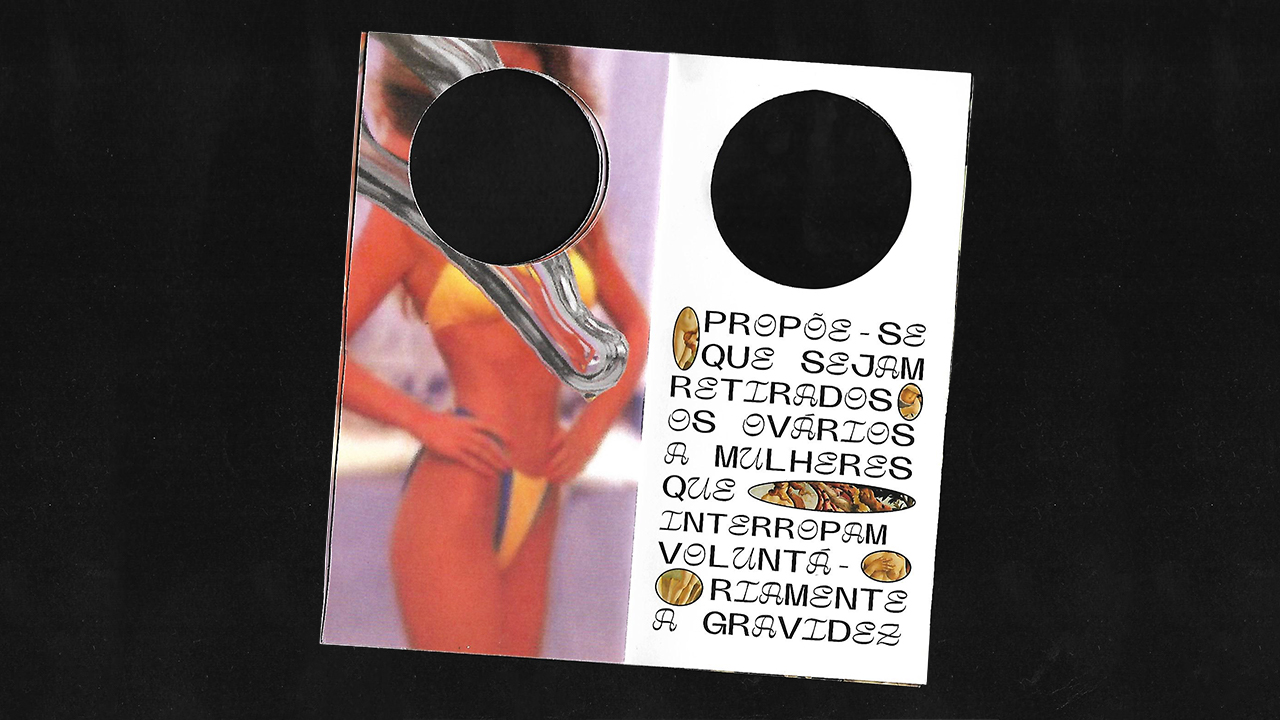 PROPÕE-SE
QUE SEJAM
RETIRADOS
OS OVÁRIOS
A MULHERES
QUE
INTERROPAM
VOLUNTÁ-
RIAMENTE
A GRAVIDEZ